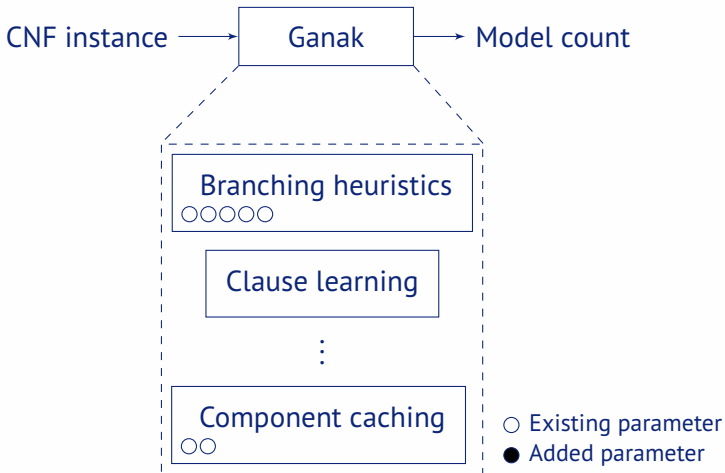 CNF instance
Ganak
Model count
Branching heuristics
Clause learning
Component caching
Existing parameter
Added parameter